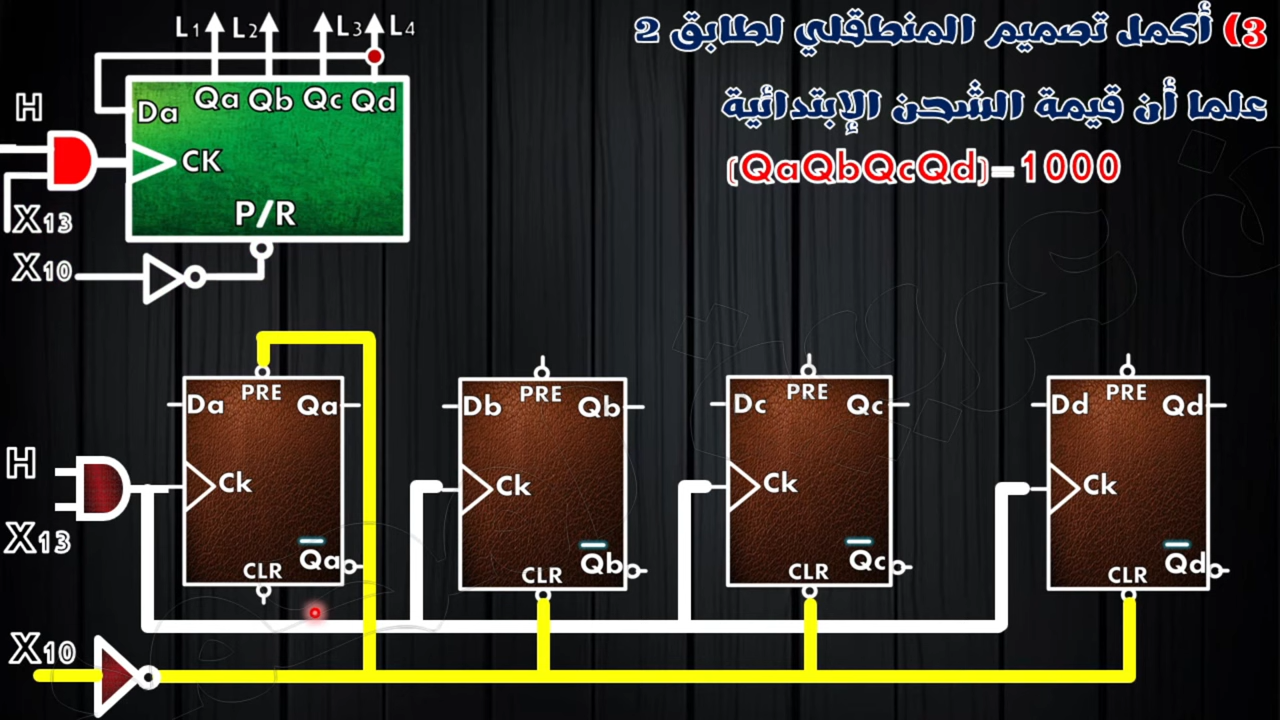 3) أكمل تصميم المنطقلي لطابق 2
علما أن قيمة الشحن الإبتدائية
(QaQbQcQd)=1000
L1 L2 L3 L4
Da Qa Qb Qc Qd
H
CK
X13
P/R
X10
PRE PRE PRE PRE
Da Qa Db Qb Dc Qc Dd Qd
H
Ck Ck Ck Ck
X13
Qa Qb Qc Qd
CLR CLR CLR CLR
X10